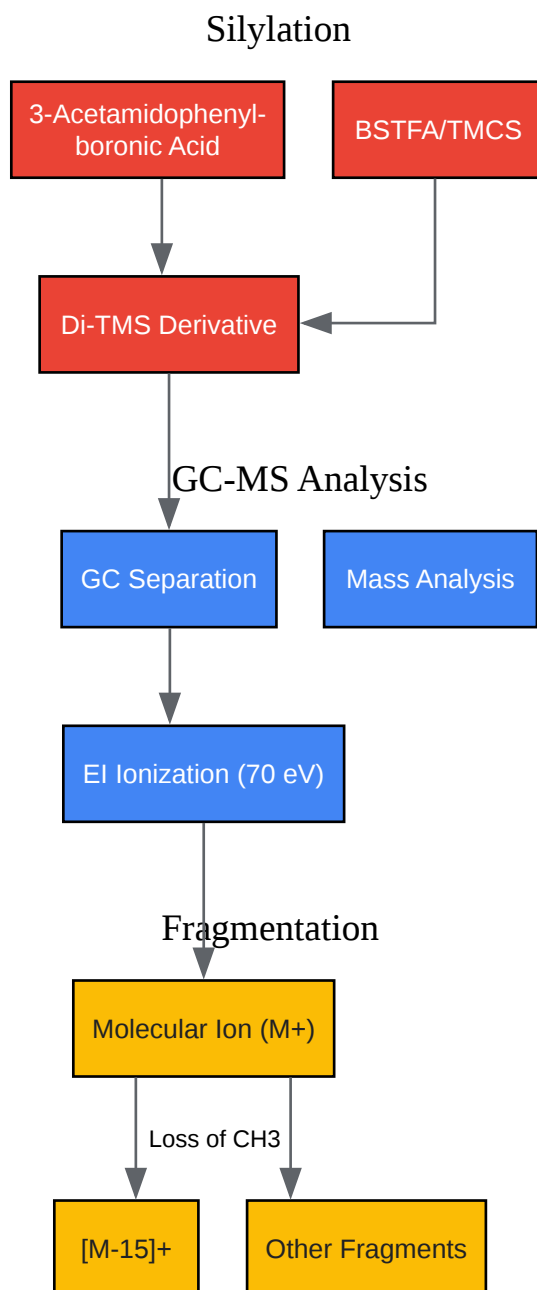 Silylation
3-Acetamidophenyl-
boronic Acid
BSTFA/TMCS
Di-TMS Derivative
GC-MS Analysis
GC Separation
Mass Analysis
EI Ionization (70 eV)
Fragmentation
Molecular Ion (M+)
Loss of CH3
[M-15]+
Other Fragments